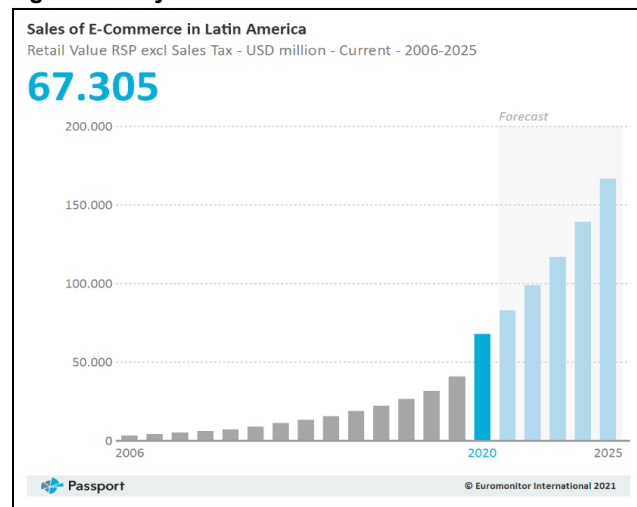 Sales of E-Commerce in Latin America
Retail Value RSP excl Sales Tax - USD million - Current - 2006-2025
67.305
Forecast
200.000
150.000
100.000
50.000
0
2006
2020
2025
Passport
© Euromonitor International 2021